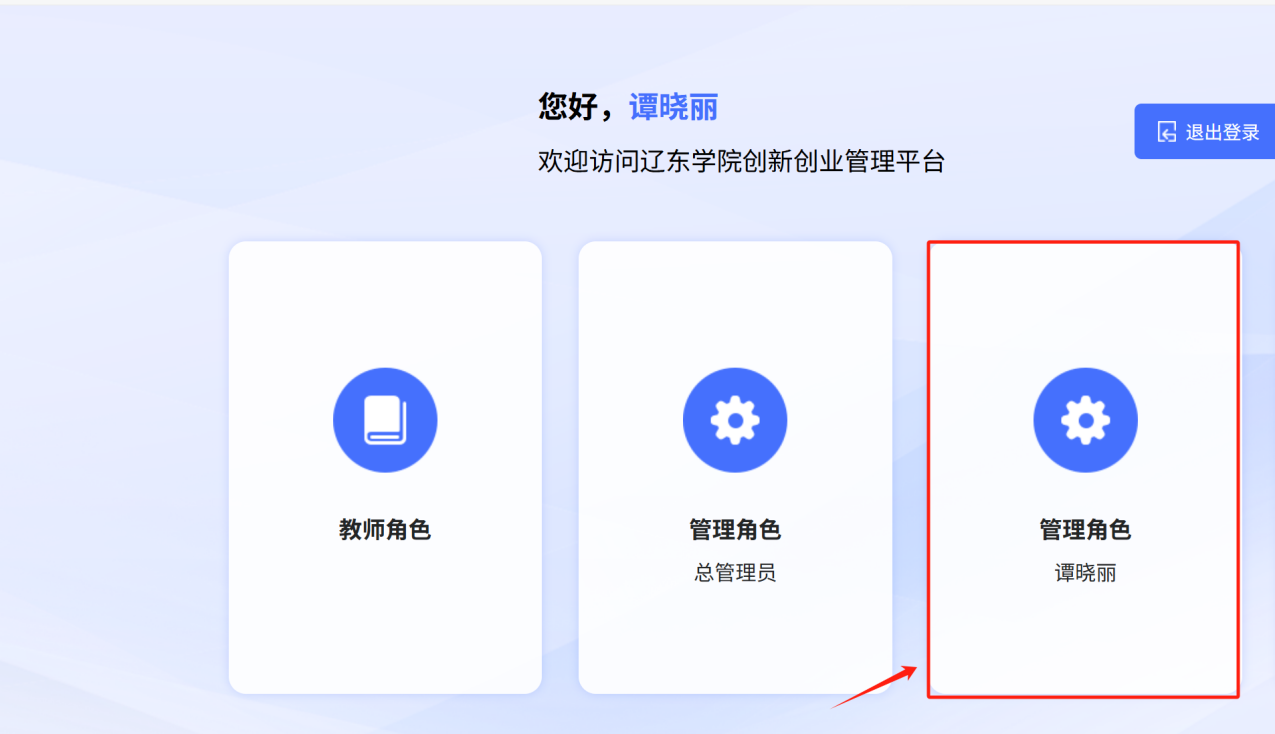 您好，谭晓丽
退出登录
欢迎访问辽东学院创新创业管理平台
教师角色
管理角色
总管理员
管理角色
谭晓丽